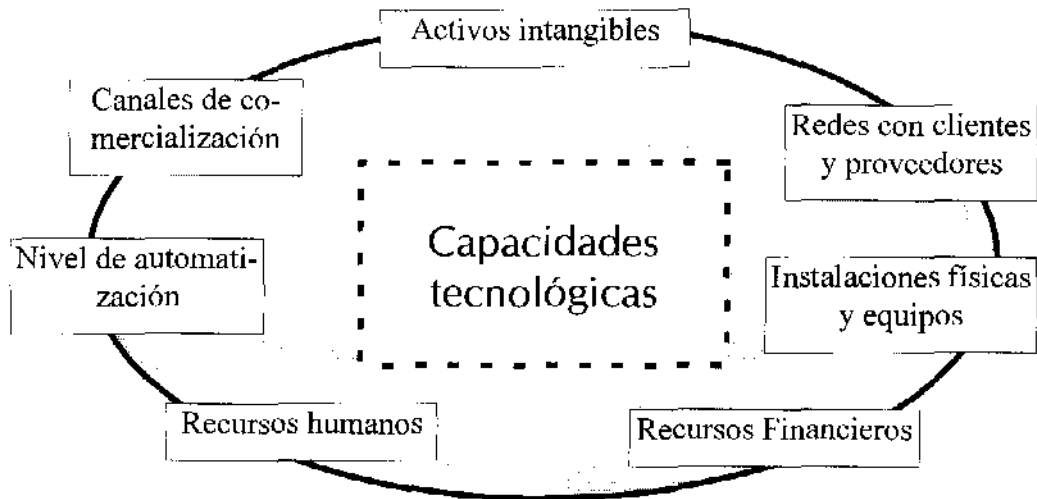 Activos intangibles
Canales de co-
mercialización
Redes con clientes
y proveedores
Capacidades
tecnológicas
Nivel de automati-
zación
Instalaciones físicas
y equipos
Recursos humanos
Recursos Financieros